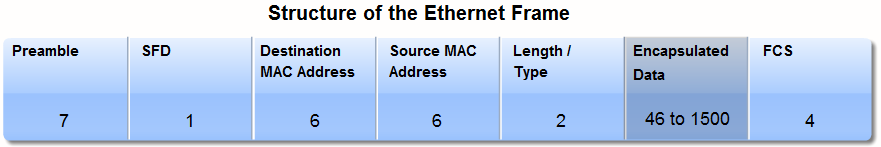 Structure of the Ethernet Frame
Preamble
SFD
Destination
MAC Address
Source MAC
Address
Length /
Type
Encapsulated
Data
FCS
7
1
6
6
2
46 to 1500
4